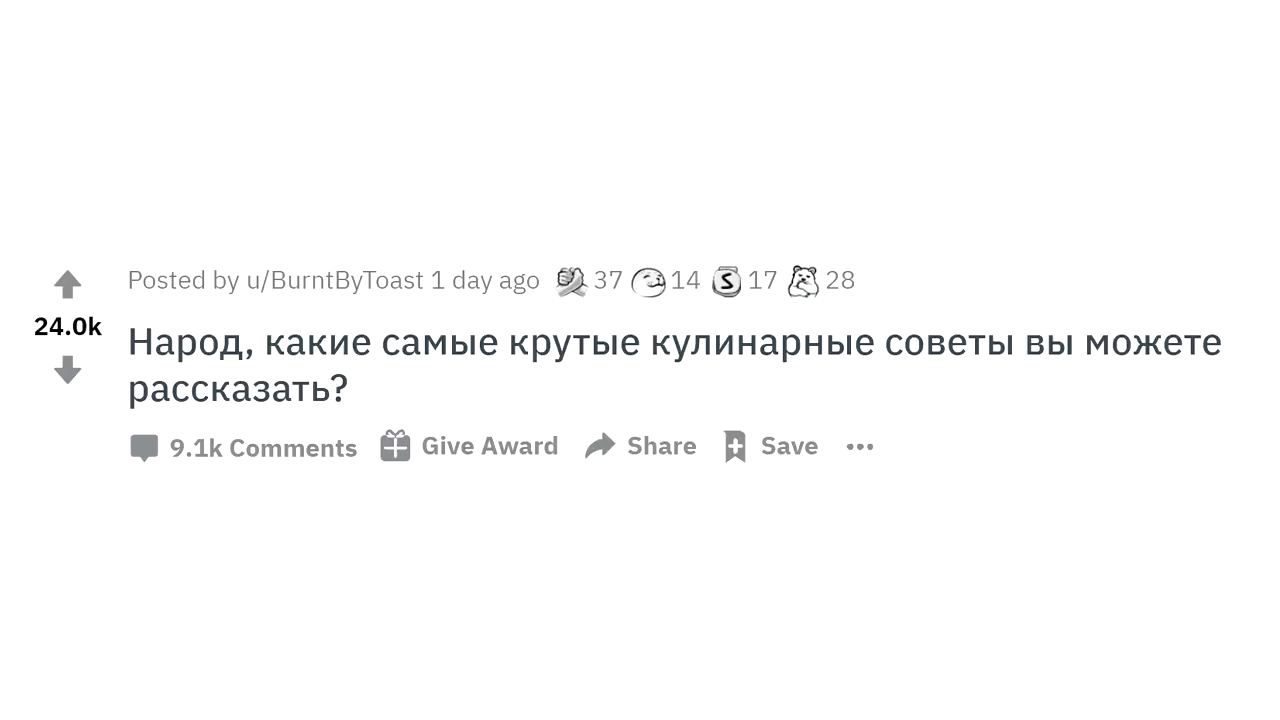 Posted by u/BurntByToast 1 day ago 37 14 S 17 28
24.0k
Народ, какие самые крутые кулинарные советы вы можете
рассказать?
9.1k Comments Give Award Share Save